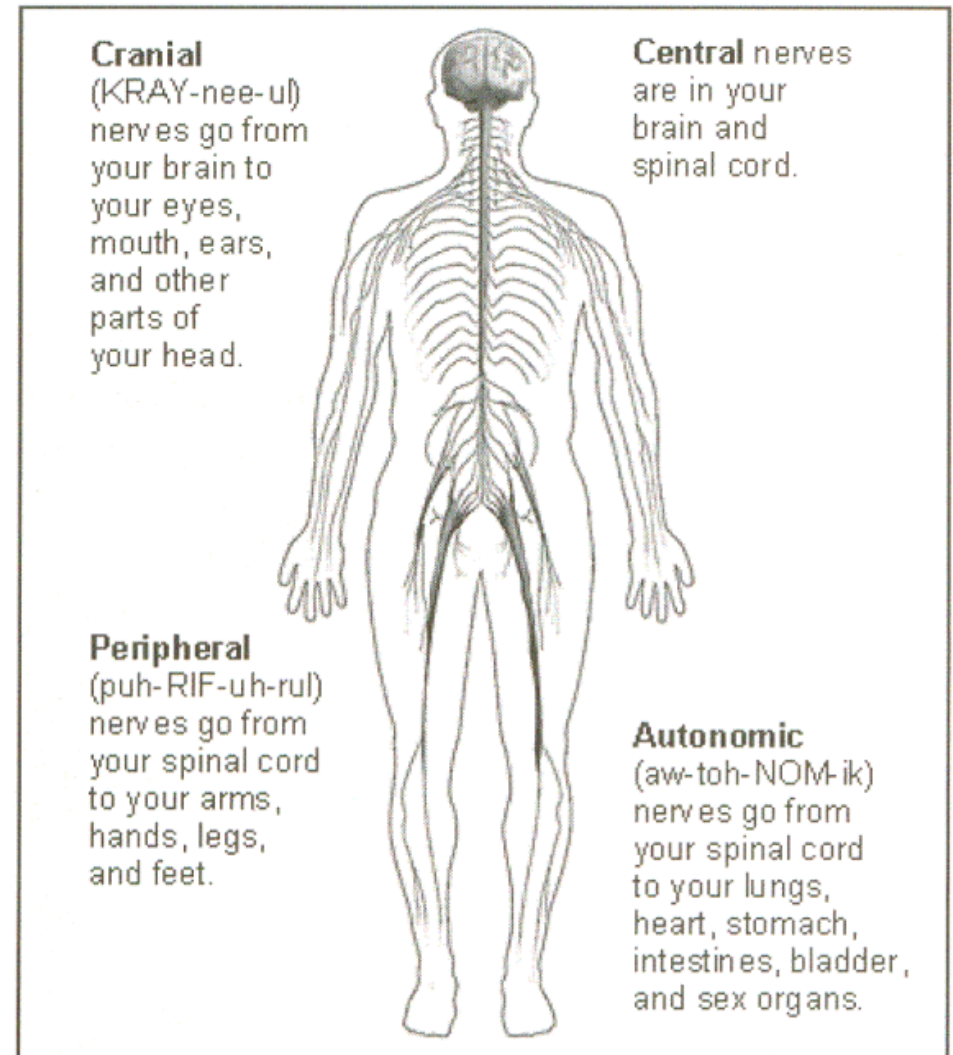 Cranial
(KRAY-nee-ul)
nerves go from
your brain to
your eyes,
mouth, ears,
and other
parts of
your head.
Central nerves
are in your
brain and
spinal cord.
Peripheral
(puh-RIF-uh-rul)
nerves go from
your spinal cord
to your arms,
hands, legs,
and feet.
Autonomic
(aw-toh-NOM-ik)
nerves go from
your spinal cord
to your lungs,
heart, stomach,
intestines, bladder,
and sex organs.